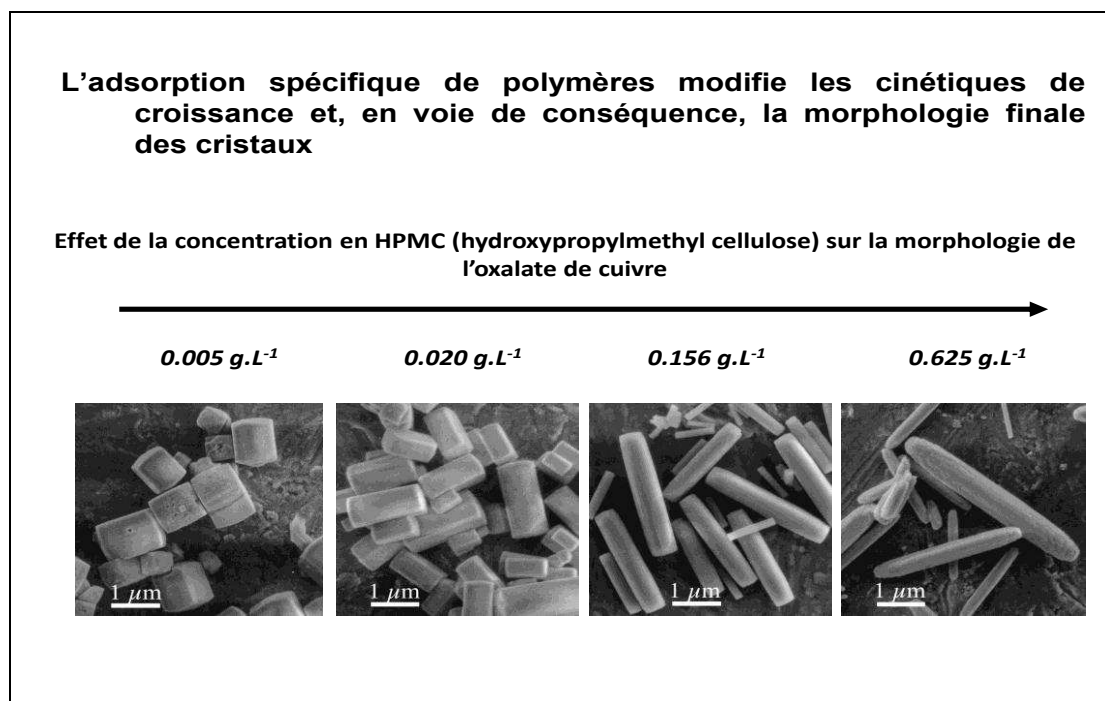 L'adsorption spécifique de polymères modifie les cinétiques de
croissance et, en voie de conséquence, la morphologie finale
des cristaux
Effet de la concentration en HPMC (hydroxypropylmethyl cellulose) sur la morphologie de
l'oxalate de cuivre
0.005 g.L-1 0.020 g.L-1 0.156 g.L-1 0.625 g.L-1
1 µm 1 µm 1 µm 1 µm